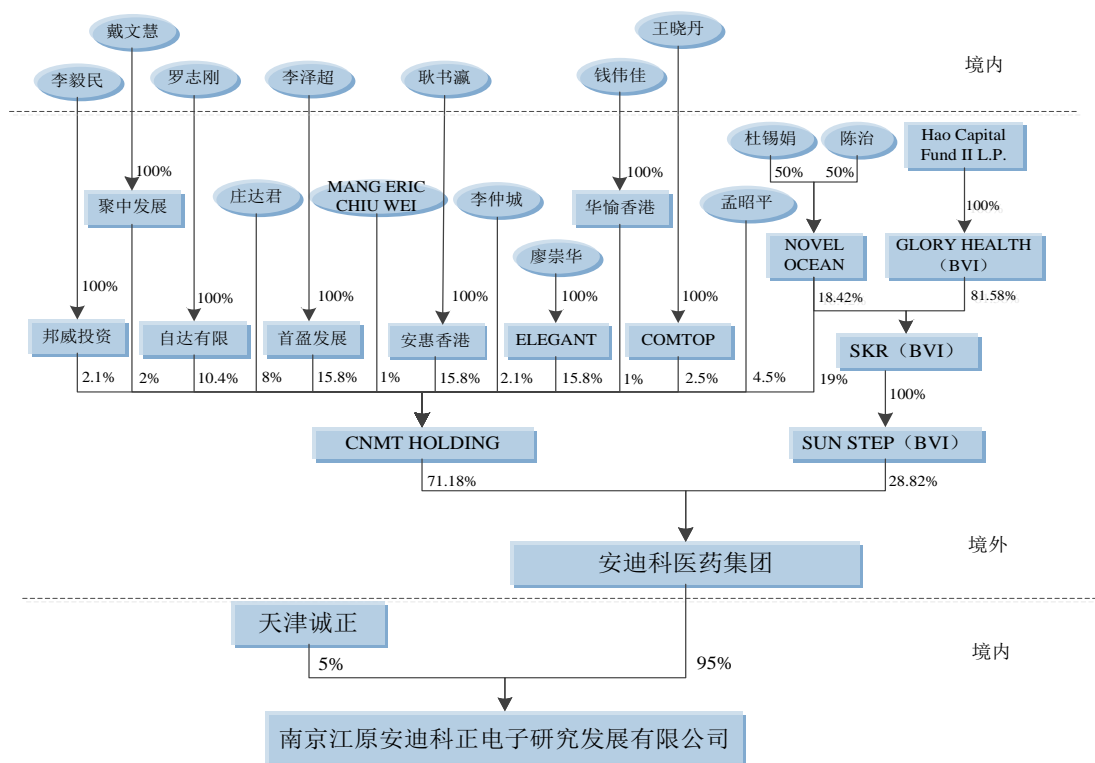 戴文慧
王晓丹
李毅民
罗志刚
李泽超
耿书瀛
钱伟佳
境内
杜锡娟
陈治
Hao Capital
Fund II L.P.
50%
50%
100%
100%
100%
聚中发展
庄达君
MANG ERIC
CHIU WEI
李仲城
华愉香港
孟昭平
NOVEL
OCEAN
GLORY HEALTH
（BVI）
廖崇华
100%
100%
100%
100%
100%
100%
18.42%
81.58%
邦威投资
自达有限
首盈发展
安惠香港
ELEGANT
COMTOP
SKR（BVI）
2.1%
2%
10.4%
8%
15.8%
1%
15.8%
2.1%
15.8%
1%
2.5%
4.5%
19%
100%
CNMT HOLDING
SUN STEP（BVI）
71.18%
28.82%
安迪科医药集团
境外
天津诚正
5%
95%
境内
南京江原安迪科正电子研究发展有限公司